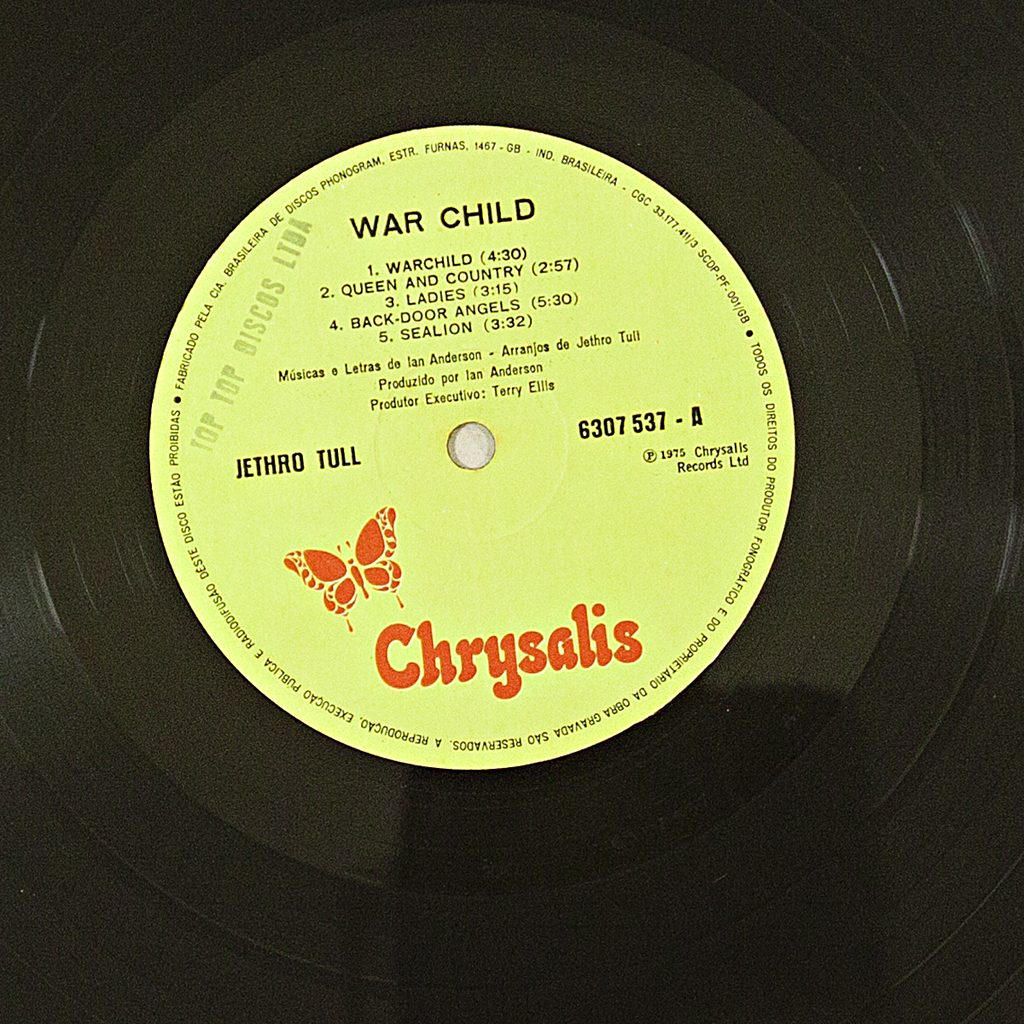 FABRICADO PELA CIA. BRASILEIRA DE DISCOS PHONOGRAM, ESTR. FURNAS, 1467 - GB - IND. BRASILEIRA - CGC 33.177.411/3 SCDP-PF. 001/GB ● TODOS OS DIREITOS DO PRODUTOR FONOGRÁFICO E DO PROPRIETÁRIO DA OBRA GRAVADA SÃO RESERVADOS. A REPRODUÇÃO, EXECUÇÃO PÚBLICA E RADIODIFUSÃO DESTE DISCO ESTÃO PROIBIDAS ●
TOP TOP DISCOS LTDA
WAR CHILD
1. WARCHILD (4:30)
2. QUEEN AND COUNTRY (2:57)
3. LADIES (3:15)
4. BACK-DOOR ANGELS (5:30)
5. SEALION (3:32)
Músicas e Letras de Ian Anderson - Arranjos de Jethro Tull
Produzido por Ian Anderson
Produtor Executivo: Terry Ellis
JETHRO TULL
6307 537 - A
℗ 1975 Chrysalis
Records Ltd
Chrysalis